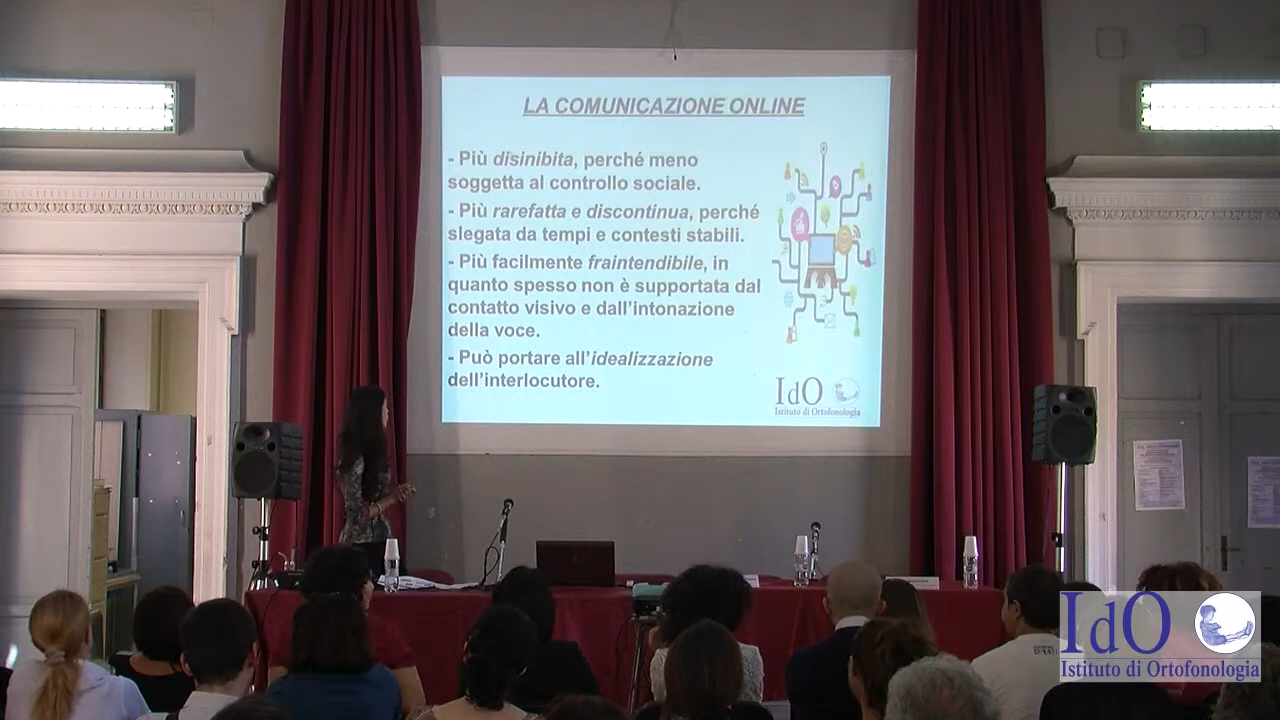 LA COMUNICAZIONE ONLINE
- Più disinibita, perché meno
soggetta al controllo sociale.
- Più rarefatta e discontinua, perché
slegata da tempi e contesti stabili.
- Più facilmente fraintendibile, in
quanto spesso non è supportata dal
contatto visivo e dall'intonazione
della voce.
- Può portare all'idealizzazione
dell'interlocutore.
IdO
Istituto di Ortofonologia
IdO
Istituto di Ortofonologia